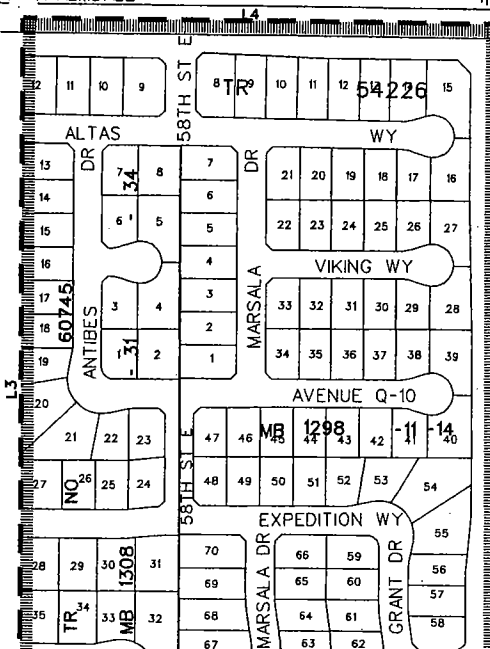 L4
12 11 10 9 8 TR 9 10 11 12 54226 15
58TH ST E
ALTAS WY
13 DR 7 34 8 7 DR 21 20 19 18 17 16
14 6
15 6 5 5 22 23 24 25 26 27
16 4 VIKING WY
17 60745 3 4 3 MARSALA 33 32 31 30 29 28
18 ANTIBES 2
19 1 - 31 2 1 34 35 36 37 38 39
L3
20 AVENUE Q-10
21 22 23 47 46 MB 45 1298 44 43 42 -11 41 -14 40
27 NO 26 25 24 58TH ST E 48 49 50 51 52 53 54
EXPEDITION WY
55
28 29 30 31 70 MARSALA DR 66 59 GRANT DR 56
MB 1308 69 65 60 57
35 TR 34 33 32 68 64 61 58
67 63 62